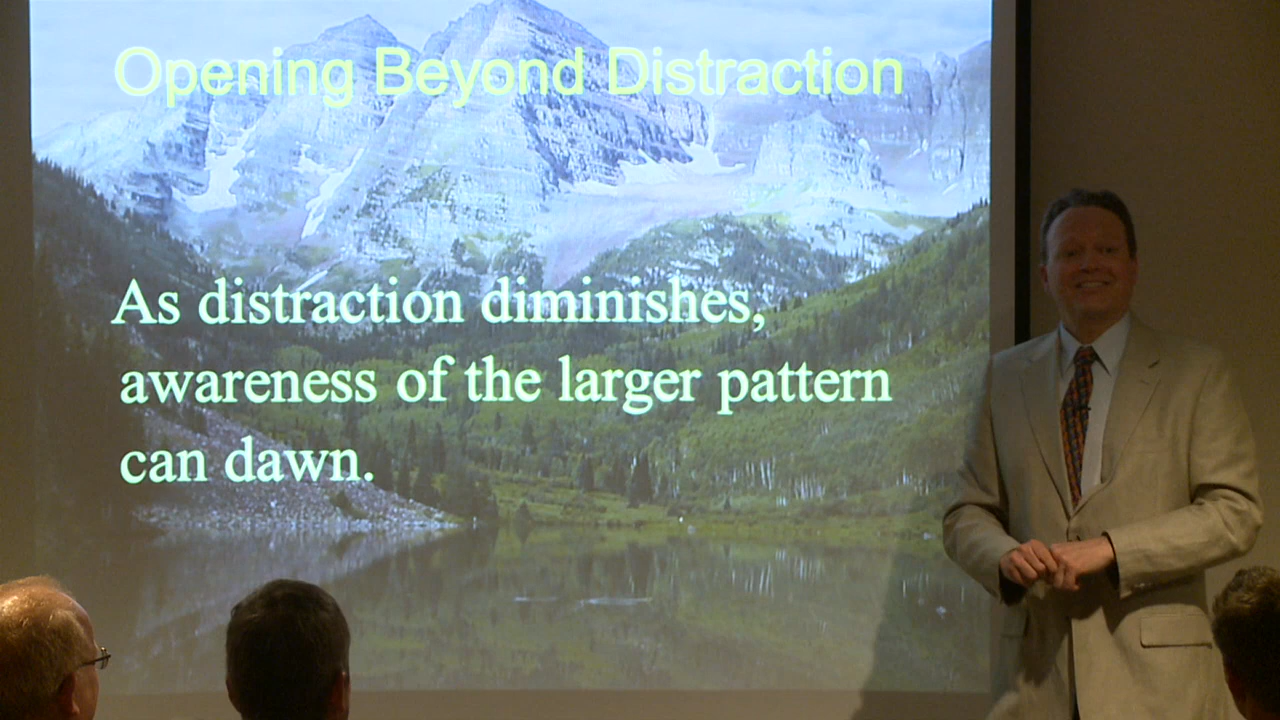 Opening Beyond Distraction
As distraction diminishes,
awareness of the larger pattern
can dawn.